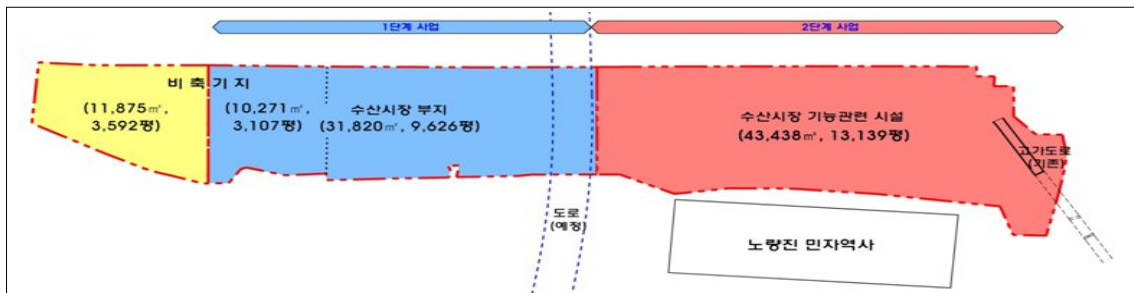 1단계 사업
2단계 사업
비 축 기 지
(11,875㎡,
3,592평)
(10,271㎡,
3,107평)
수산시장 부지
(31,820㎡, 9,626평)
수산시장 기능관련 시설
(43,438㎡, 13,139평)
고가도로
(기존)
도로
(예정)
노량진 민자역사